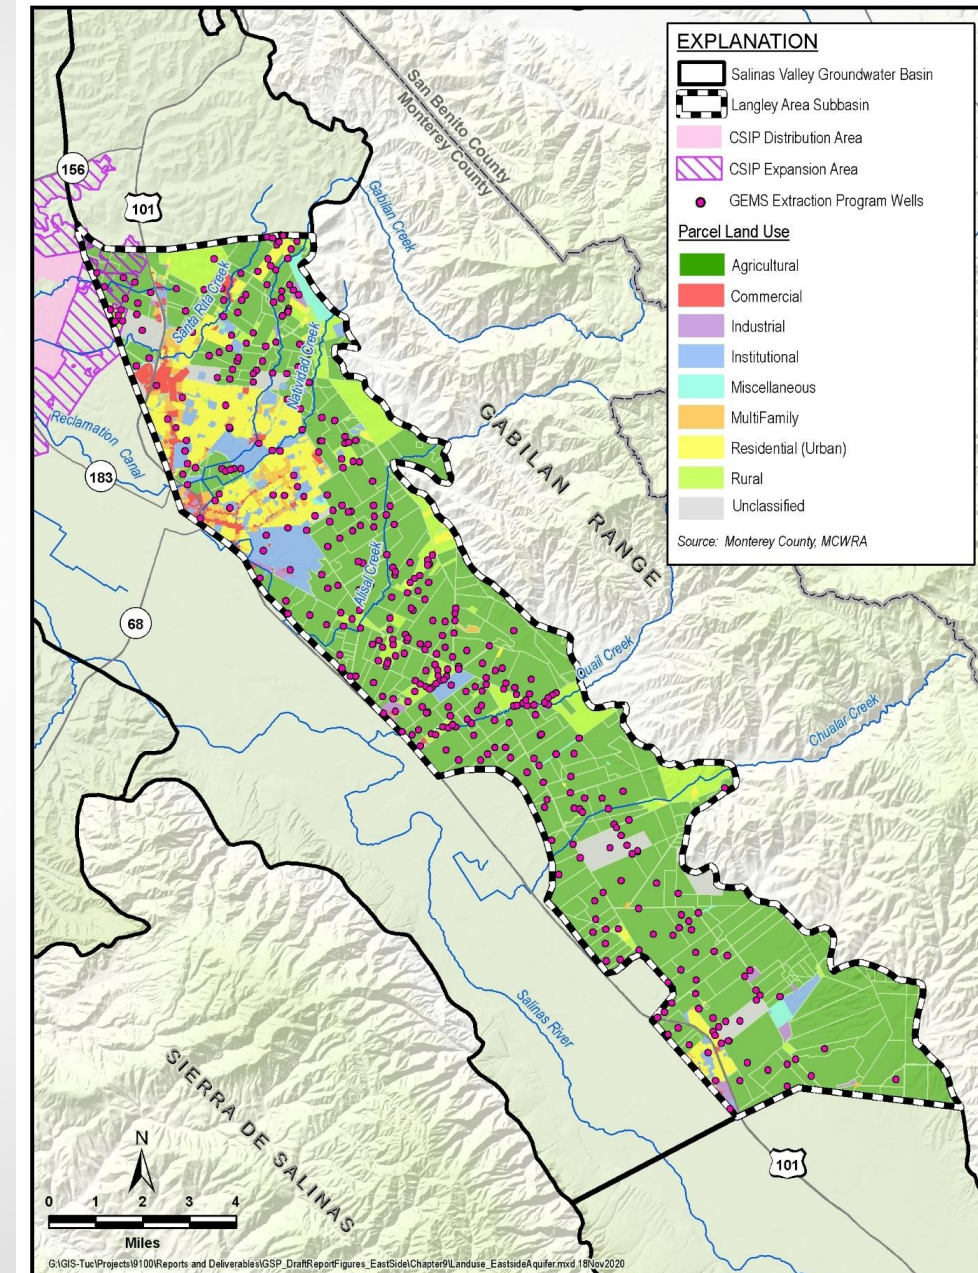 EXPLANATION
Salinas Valley Groundwater Basin
Langley Area Subbasin
CSIP Distribution Area
CSIP Expansion Area
GEMS Extraction Program Wells
Parcel Land Use
Agricultural
Commercial
Industrial
Institutional
Miscellaneous
MultiFamily
Residential (Urban)
Rural
Unclassified
Source: Monterey County, MCWRA
San Benito County
Monterey County
156
101
Gabilan Creek
Santa Rita Creek
Natividad Creek
Reclamation
Canal
183
GABILAN
RANGE
Alisal Creek
68
Quail Creek
Chualar Creek
Salinas River
SIERRA DE SALINAS
101
N
0 1 2 3 4
Miles
G:\GIS-Tuc\Projects\9100\Reports and Deliverables\GSP_DraftReportFigures_EastSide\Chapter9\Landuse_EastsideAquifer.mxd 18Nov2020